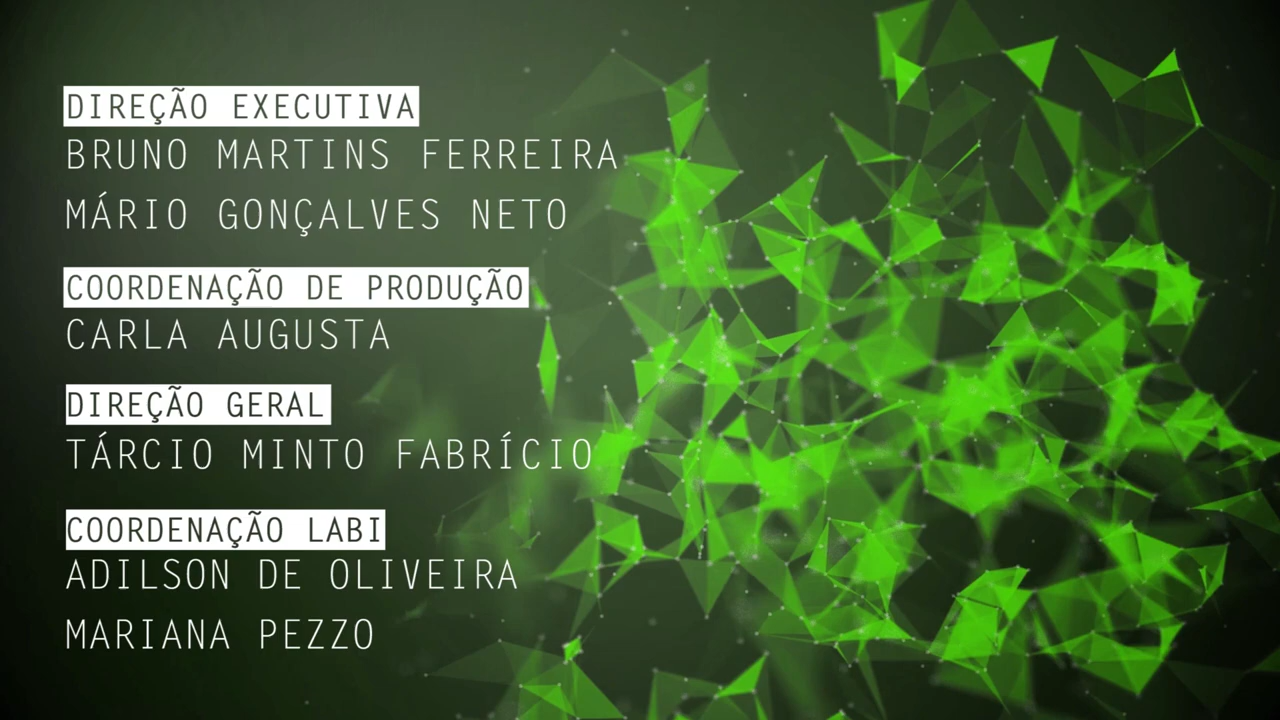 DIREÇÃO EXECUTIVA
BRUNO MARTINS FERREIRA
MÁRIO GONÇALVES NETO
COORDENAÇÃO DE PRODUÇÃO
CARLA AUGUSTA
DIREÇÃO GERAL
TÁRCIO MINTO FABRÍCIO
COORDENAÇÃO LABI
ADILSON DE OLIVEIRA
MARIANA PEZZO